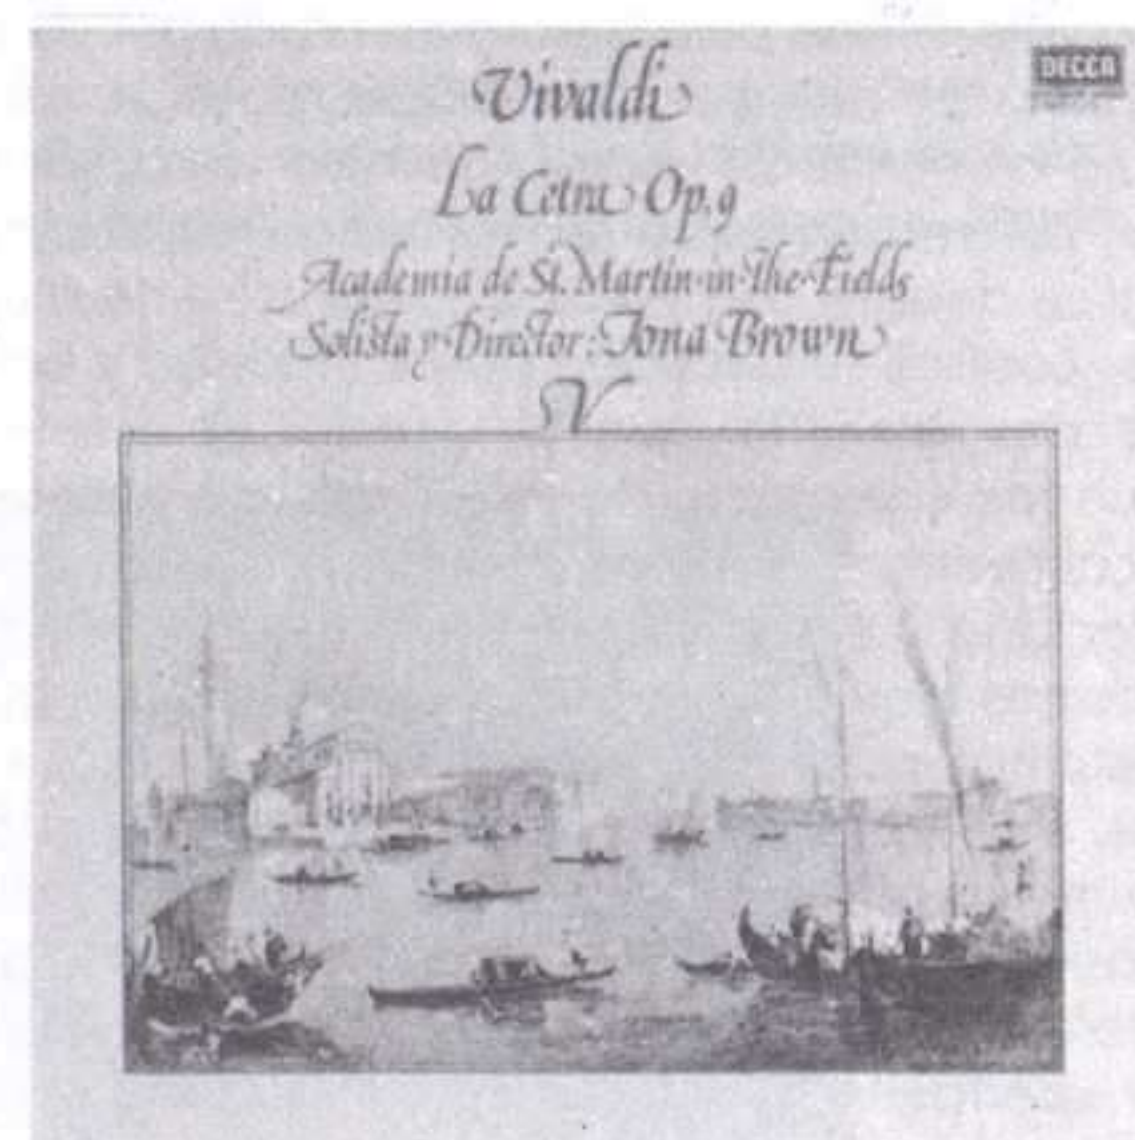 Vivaldi
DECCA
La Cetra Op.9
Academia de St. Martin-in-the-Fields
Solista y Director: Iona Brown
V